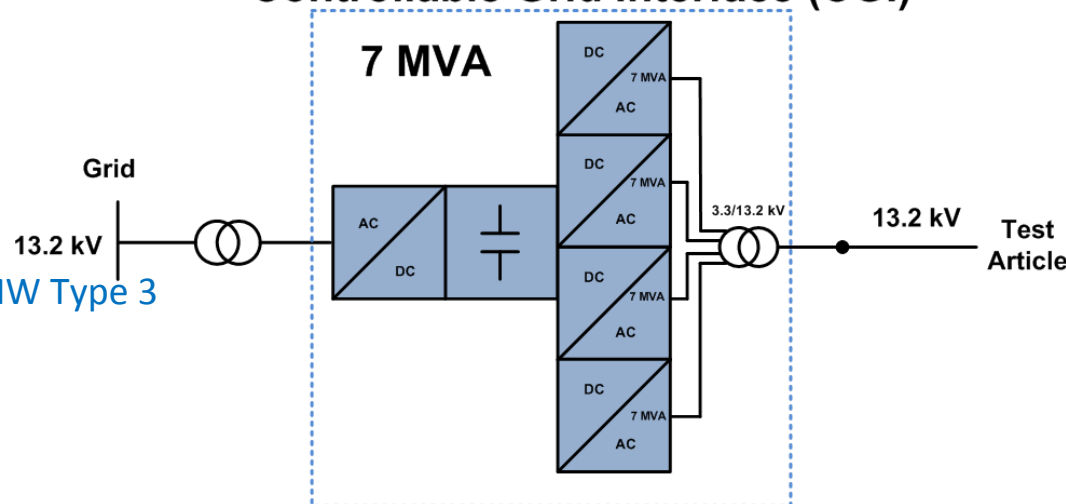 7 MVA
DC
7 MVA
AC
DC
7 MVA
AC
DC
7 MVA
AC
DC
7 MVA
AC
AC
DC
Grid
13.2 kV
Type 3
3.3/13.2 kV
13.2 kV
Test
Article